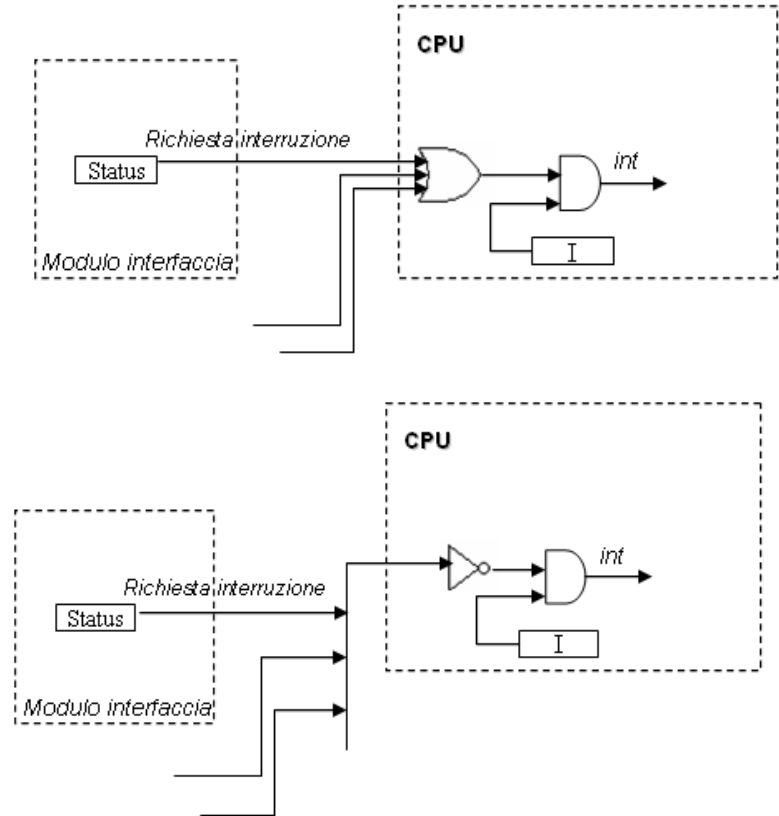 CPU
Richiesta interruzione
Status
int
I
Modulo interfaccia
CPU
Richiesta interruzione
Status
int
I
Modulo interfaccia